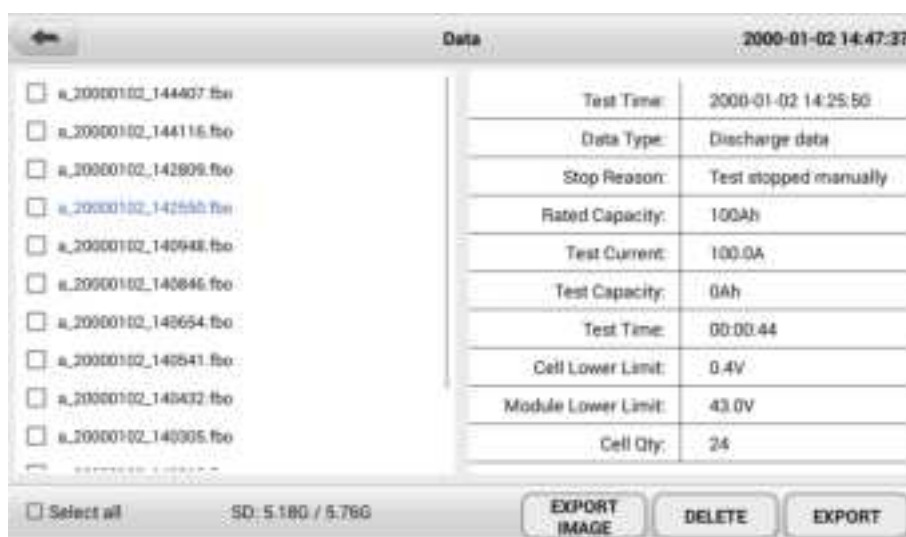 Data
2000-01-02 14:47:37
a_20000102_144407.fbo
a_20000102_144116.fbo
a_20000102_142809.fbo
a_20000102_142550.fbo
a_20000102_140948.fbo
a_20000102_140846.fbo
a_20000102_140541.fbo
a_20000102_140432.fbo
a_20000102_140305.fbo
Test Time: 2000-01-02 14:25:50
Data Type: Discharge data
Stop Reason: Test stopped manually
Rated Capacity: 100Ah
Test Current: 100.0A
Test Capacity: 0Ah
Test Time: 00:00:44
Cell Lower Limit: 0.4V
Module Lower Limit: 43.0V
Cell Qty: 24
Select all
SD: 5.18G / 5.76G
EXPORT
IMAGE
DELETE
EXPORT